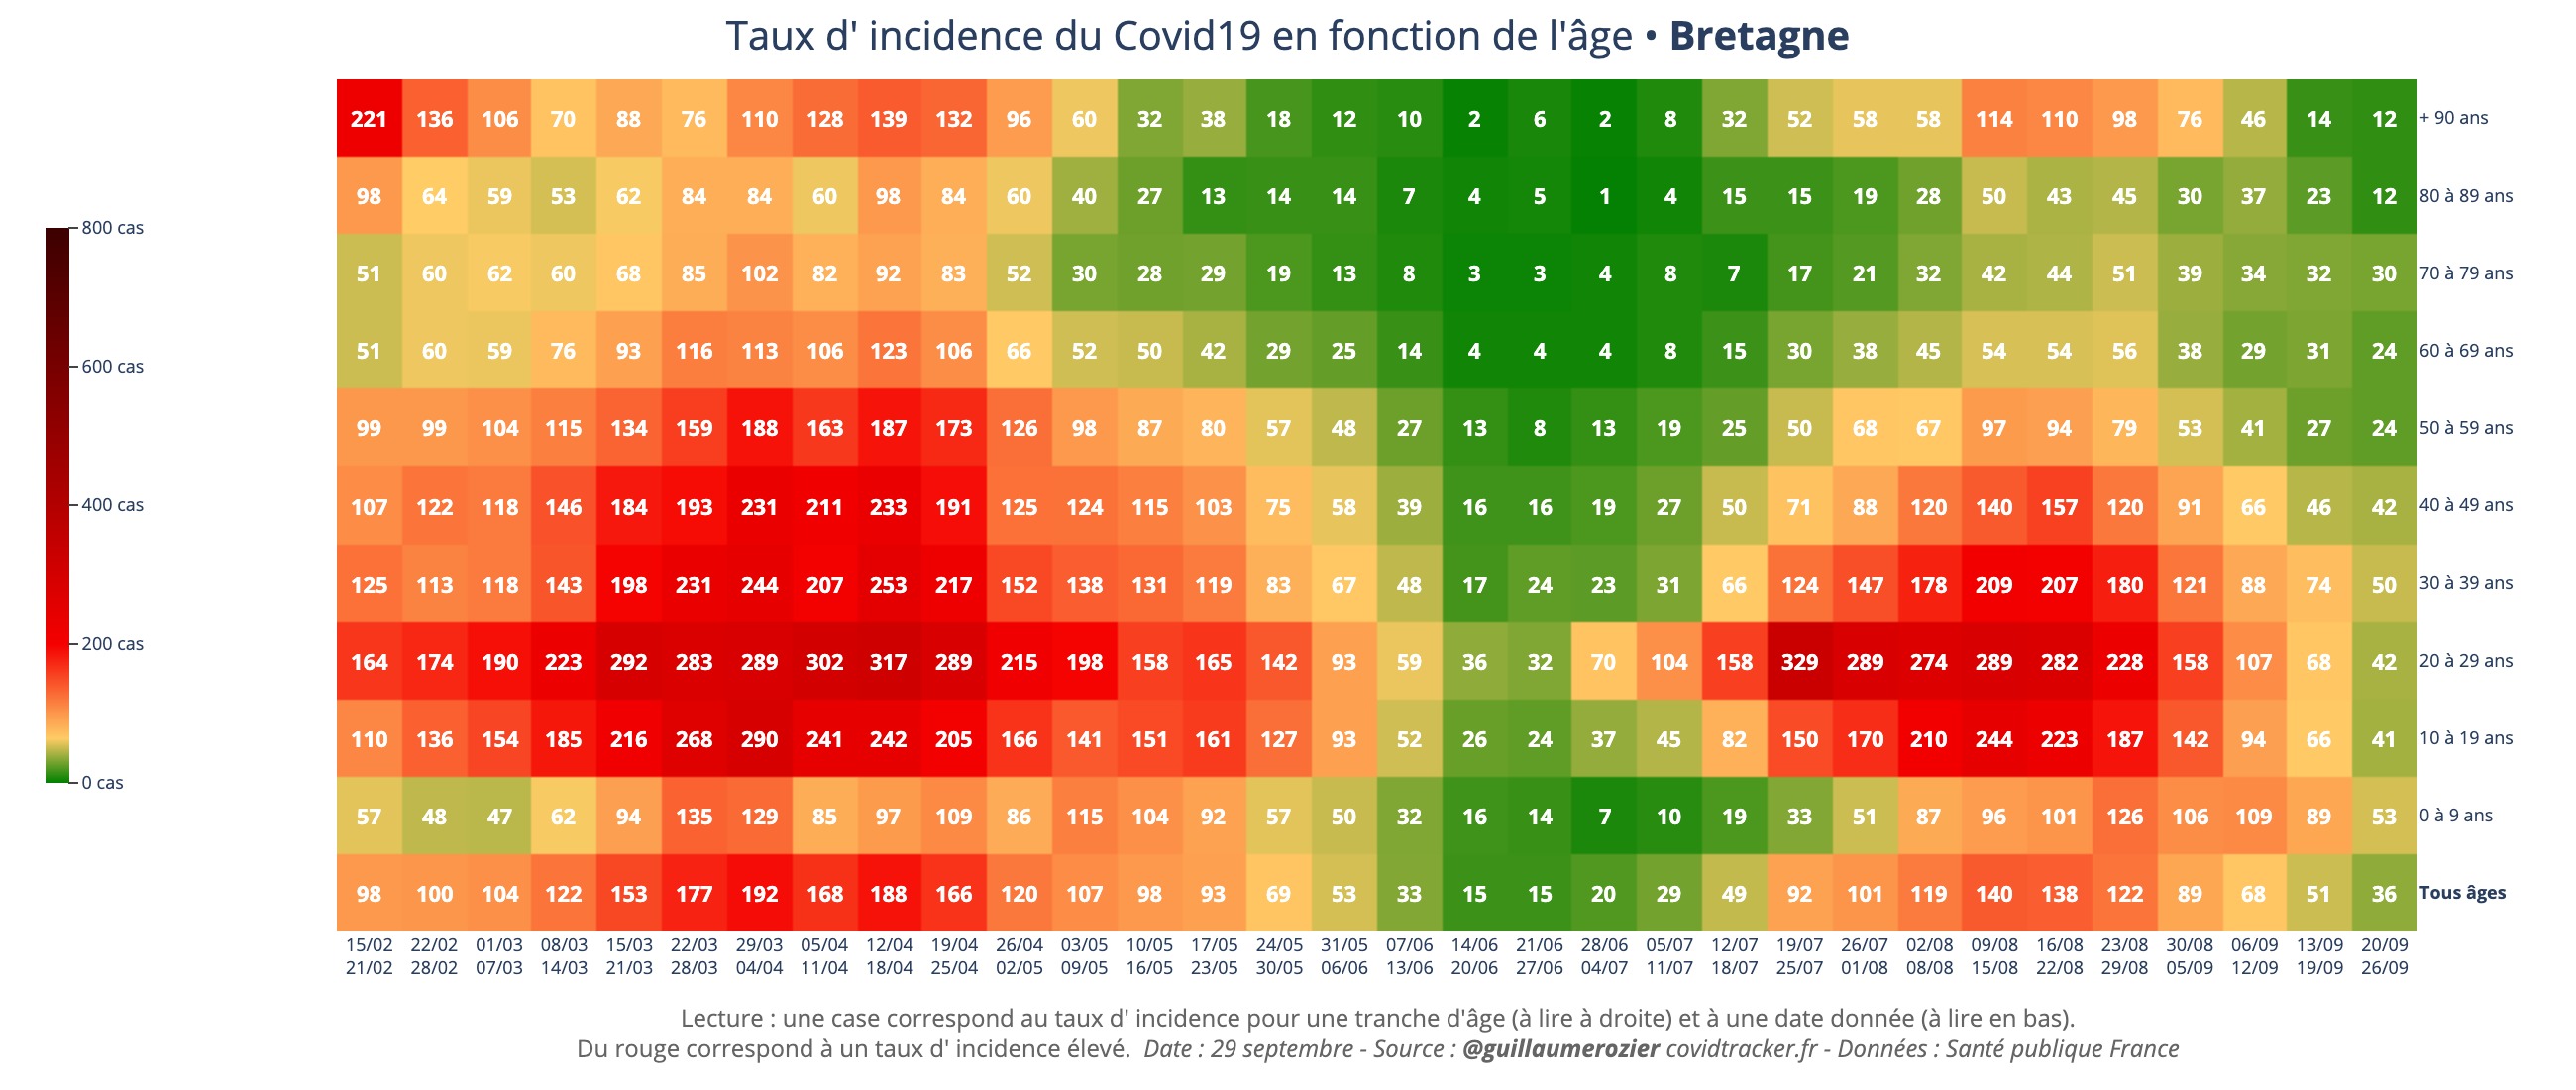 Taux d' incidence du Covid19 en fonction de l'âge • Bretagne
221 136 106 70 88 76 110 128 139 132 96 60 32 38 18 12 10 2 6 2 8 32 52 58 58 114 110 98 76 46 14 12 + 90 ans
98 64 59 53 62 84 84 60 98 84 60 40 27 13 14 14 7 4 5 1 4 15 15 19 28 50 43 45 30 37 23 12 80 à 89 ans
800 cas
51 60 62 60 68 85 102 82 92 83 52 30 28 29 19 13 8 3 3 4 8 7 17 21 32 42 44 51 39 34 32 30 70 à 79 ans
51 60 59 76 93 116 113 106 123 106 66 52 50 42 29 25 14 4 4 4 8 15 30 38 45 54 54 56 38 29 31 24 60 à 69 ans
600 cas
99 99 104 115 134 159 188 163 187 173 126 98 87 80 57 48 27 13 8 13 19 25 50 68 67 97 94 79 53 41 27 24 50 à 59 ans
400 cas
107 122 118 146 184 193 231 211 233 191 125 124 115 103 75 58 39 16 16 19 27 50 71 88 120 140 157 120 91 66 46 42 40 à 49 ans
125 113 118 143 198 231 244 207 253 217 152 138 131 119 83 67 48 17 24 23 31 66 124 147 178 209 207 180 121 88 74 50 30 à 39 ans
200 cas
164 174 190 223 292 283 289 302 317 289 215 198 158 165 142 93 59 36 32 70 104 158 329 289 274 289 282 228 158 107 68 42 20 à 29 ans
110 136 154 185 216 268 290 241 242 205 166 141 151 161 127 93 52 26 24 37 45 82 150 170 210 244 223 187 142 94 66 41 10 à 19 ans
0 cas
57 48 47 62 94 135 129 85 97 109 86 115 104 92 57 50 32 16 14 7 10 19 33 51 87 96 101 126 106 109 89 53 0 à 9 ans
98 100 104 122 153 177 192 168 188 166 120 107 98 93 69 53 33 15 15 20 29 49 92 101 119 140 138 122 89 68 51 36 Tous âges
15/02 22/02 01/03 08/03 15/03 22/03 29/03 05/04 12/04 19/04 26/04 03/05 10/05 17/05 24/05 31/05 07/06 14/06 21/06 28/06 05/07 12/07 19/07 26/07 02/08 09/08 16/08 23/08 30/08 06/09 13/09 20/09
21/02 28/02 07/03 14/03 21/03 28/03 04/04 11/04 18/04 25/04 02/05 09/05 16/05 23/05 30/05 06/06 13/06 20/06 27/06 04/07 11/07 18/07 25/07 01/08 08/08 15/08 22/08 29/08 05/09 12/09 19/09 26/09
Lecture : une case correspond au taux d' incidence pour une tranche d'âge (à lire à droite) et à une date donnée (à lire en bas).
Du rouge correspond à un taux d' incidence élevé. Date : 29 septembre - Source : @guillaumerozier covidtracker.fr - Données : Santé publique France